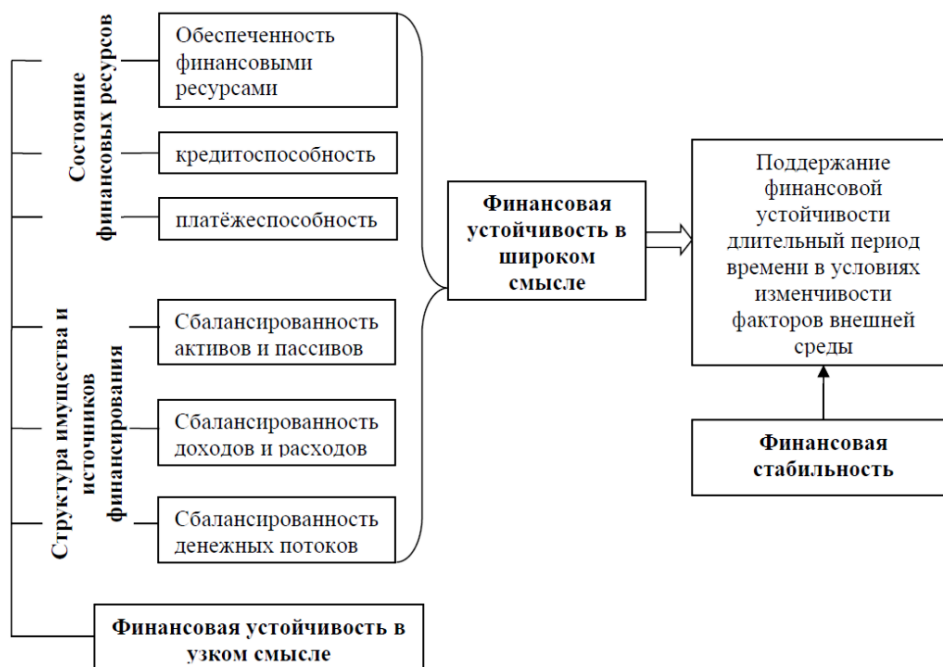 Состояние
финансовых ресурсов
Обеспеченность
финансовыми
ресурсами
кредитоспособность
платёжеспособность
Структура имущества и
источников
финансирования
Сбалансированность
активов и пассивов
Сбалансированность
доходов и расходов
Сбалансированность
денежных потоков
Финансовая устойчивость в
узком смысле
Финансовая
устойчивость в
широком
смысле
Поддержание
финансовой
устойчивости
длительный период
времени в условиях
изменчивости
факторов внешней
среды
Финансовая
стабильность